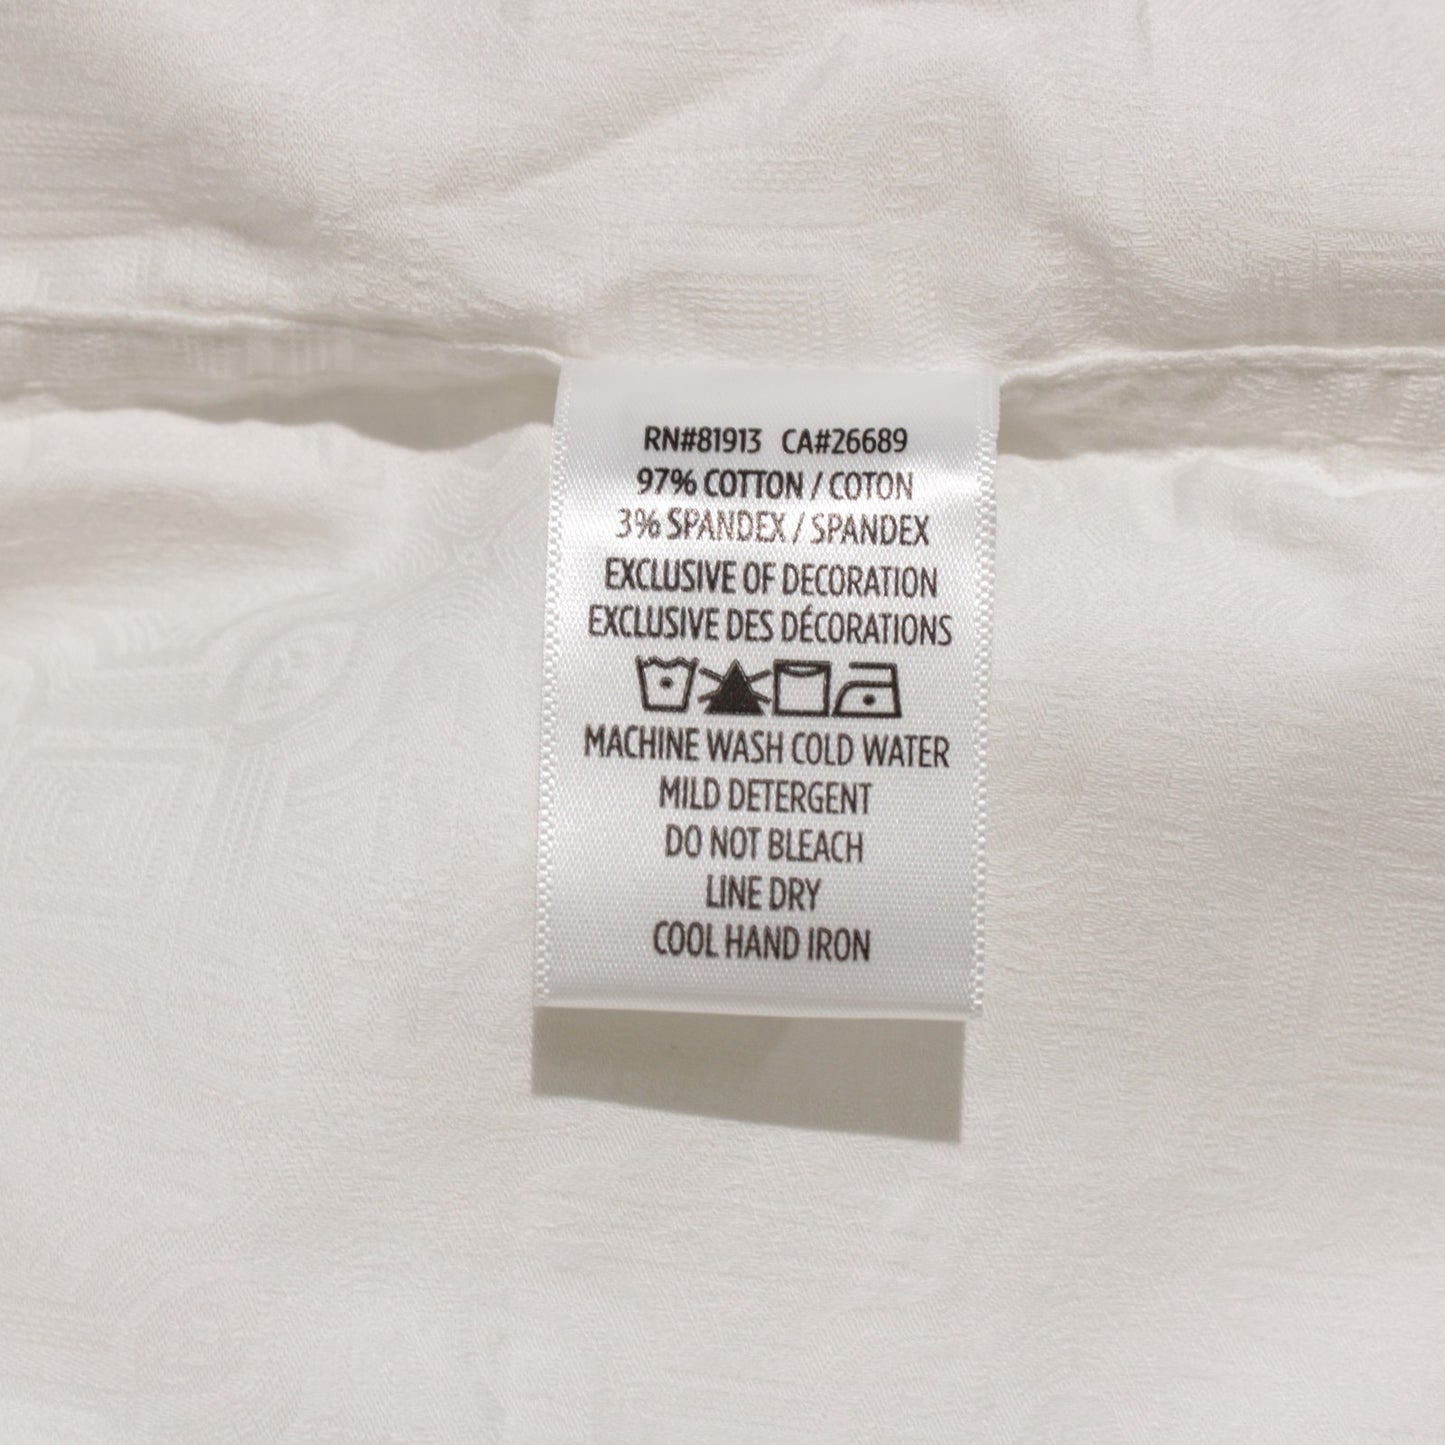 RN#81913 CA#26689
97% COTTON / COTON
3% SPANDEX / SPANDEX
EXCLUSIVE OF DECORATION
EXCLUSIVE DES DÉCORATIONS
MACHINE WASH COLD WATER
MILD DETERGENT
DO NOT BLEACH
LINE DRY
COOL HAND IRON